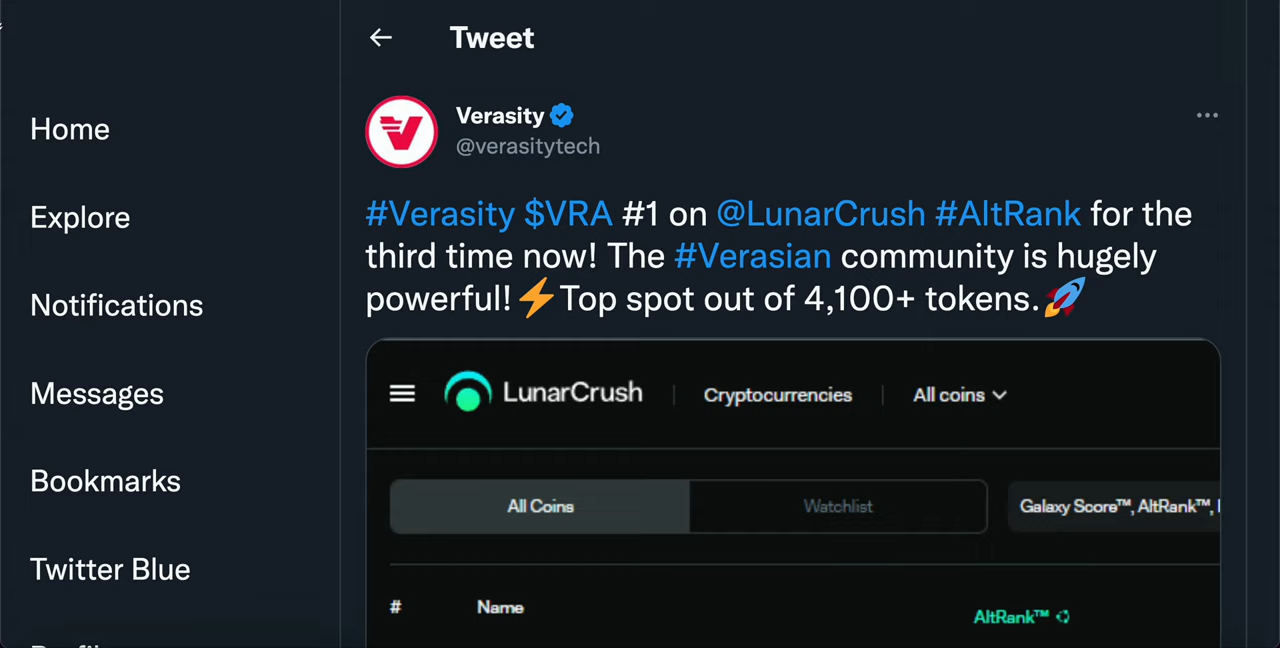 Tweet
Home
Explore
Notifications
Messages
Bookmarks
Twitter Blue
Verasity
@verasitytech
#Verasity $VRA #1 on @LunarCrush #AltRank for the
third time now! The #Verasian community is hugely
powerful!⚡Top spot out of 4,100+ tokens.🚀
LunarCrush Cryptocurrencies All coins
All Coins Watchlist Galaxy Score™, AltRank™,
# Name AltRank™